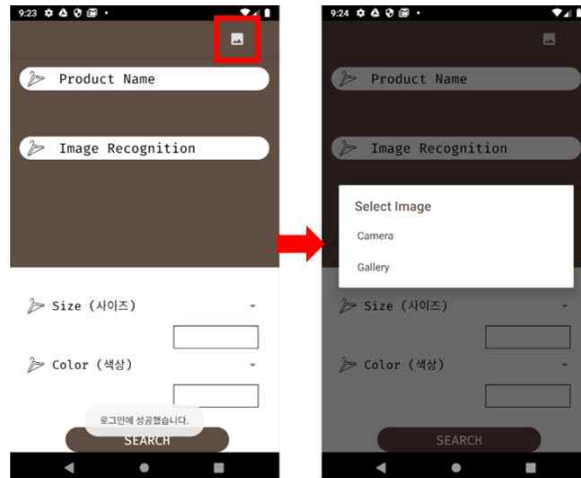 9:23
Product Name
Image Recognition
Size (사이즈)
Color (색상)
로그인에 성공했습니다.
SEARCH
9:24
Product Name
Image Recognition
Select Image
Camera
Gallery
Size (사이즈)
Color (색상)
SEARCH